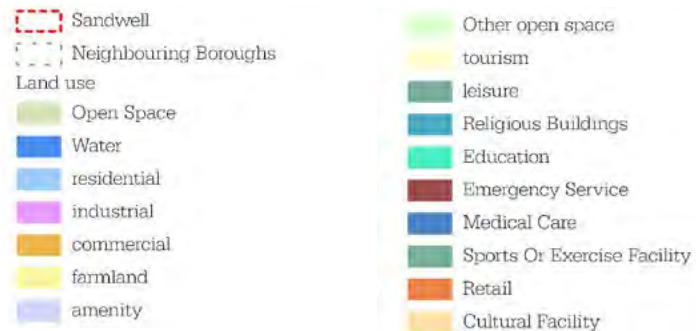 Sandwell
Neighbouring Boroughs
Land use
Open Space
Water
residential
industrial
commercial
farmland
amenity
Other open space
tourism
leisure
Religious Buildings
Education
Emergency Service
Medical Care
Sports Or Exercise Facility
Retail
Cultural Facility